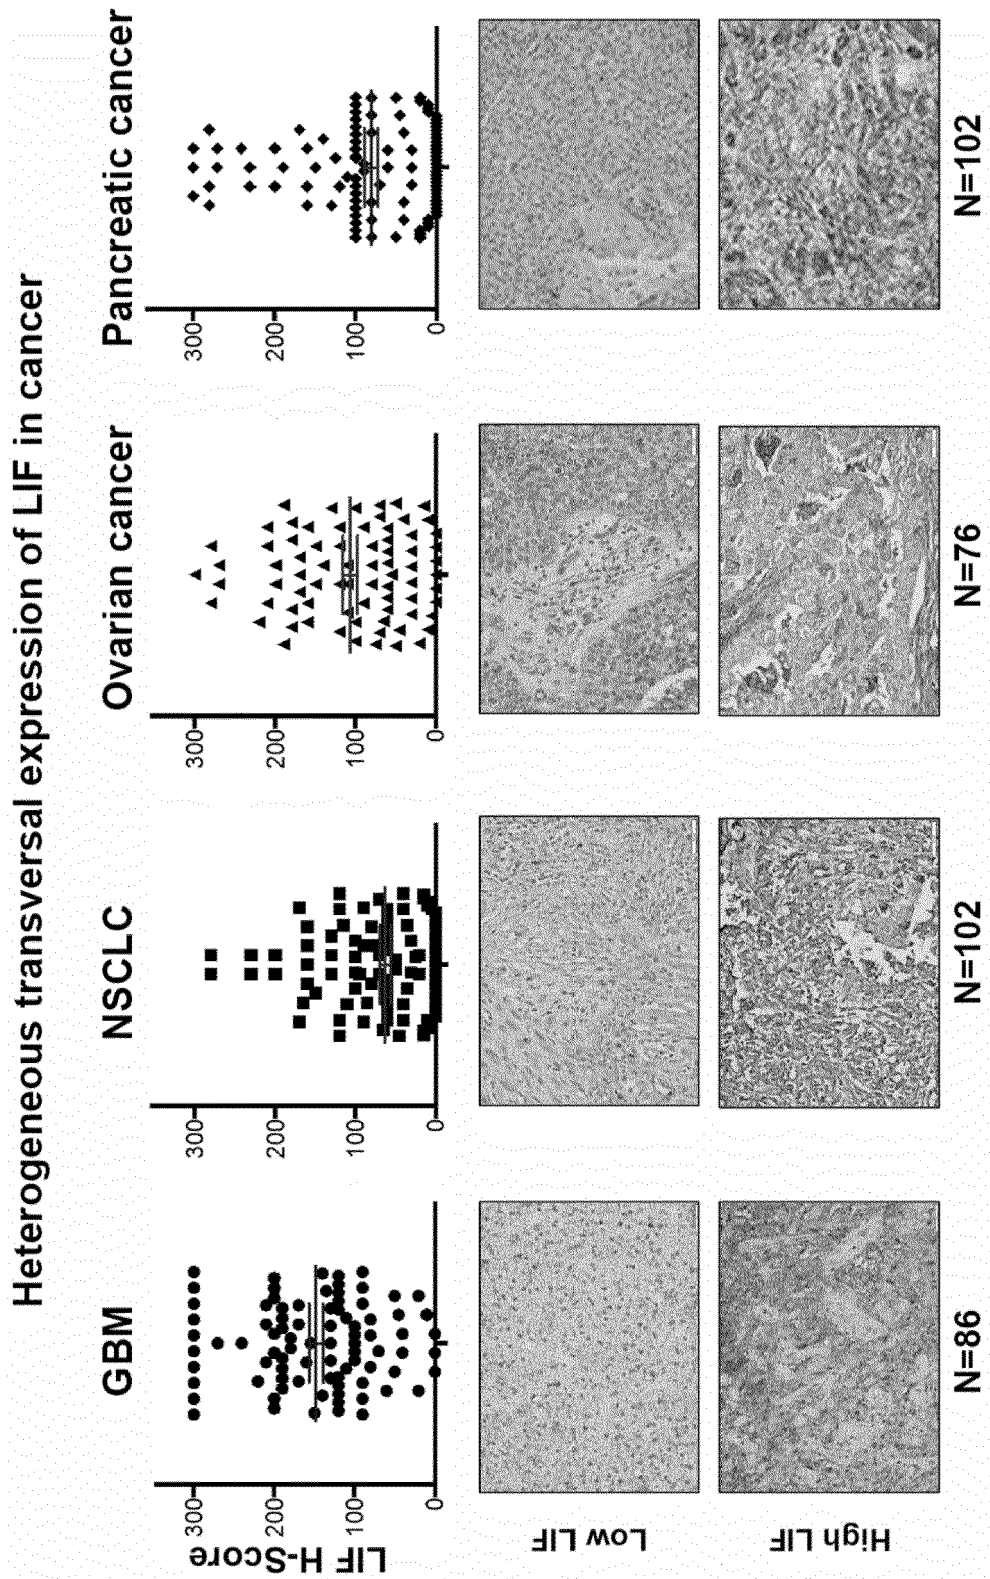 Heterogeneous transversal expression of LIF in cancer
GBM
NSCLC
Ovarian cancer
Pancreatic cancer
LIF H-Score
300
200
100
0
300
200
100
0
300
200
100
0
300
200
100
0
Low LIF
High LIF
N=86
N=102
N=76
N=102